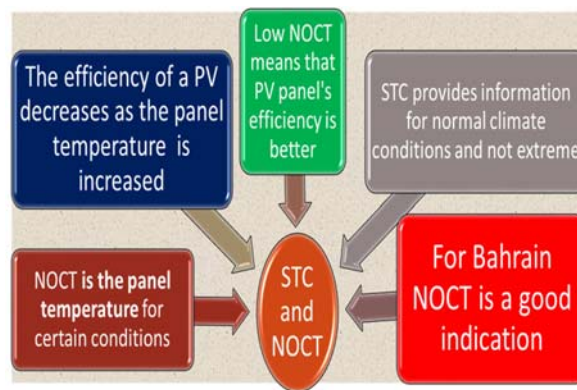 The efficiency of a PV
decreases as the panel
temperature is
increased
Low NOCT
means that
PV panel's
efficiency is
better
STC provides information
for normal climate
conditions and not extreme
NOCT is the panel
temperature for
certain conditions
STC
and
NOCT
For Bahrain
NOCT is a good
indication